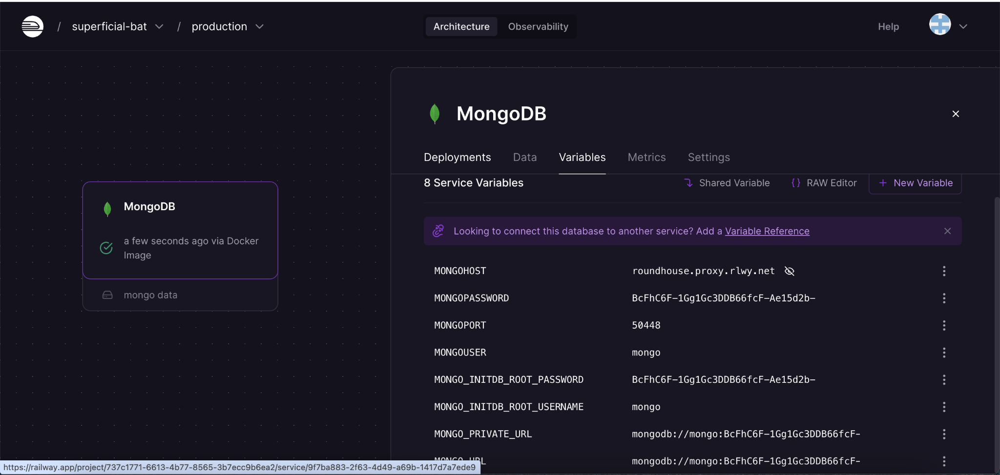 / superficial-bat / production
Architecture Observability
Help
MongoDB
Deployments Data Variables Metrics Settings
8 Service Variables
Shared Variable {} RAW Editor + New Variable
Looking to connect this database to another service? Add a Variable Reference
MONGOHOST roundhouse.proxy.rlwy.net
MONGOPASSWORD BcFhC6F-1Gg1Gc3DDB66fcF-Ae15d2b-
MONGOPORT 50448
MONGOUSER mongo
MONGO_INITDB_ROOT_PASSWORD BcFhC6F-1Gg1Gc3DDB66fcF-Ae15d2b-
MONGO_INITDB_ROOT_USERNAME mongo
MONGO_PRIVATE_URL mongodb://mongo:BcFhC6F-1Gg1Gc3DDB66fcF-
MONGO_URL mongodb://mongo:BcFhC6F-1Gg1Gc3DDB66fcF-
MongoDB
a few seconds ago via Docker
Image
mongo data
https://railway.app/project/737c1771-6613-4b77-8565-3b7ecc9b6ea2/service/9f7ba883-2f63-4d49-a69b-1417d7a7ede9